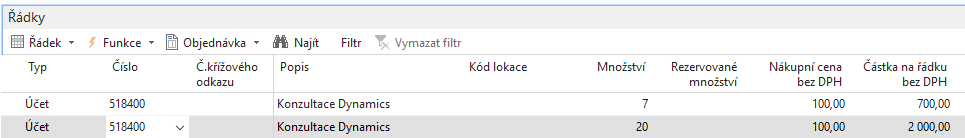 Řádky
Řádek Funkce Objednávka Najít Filtr Vymazat filtr
Typ Číslo Č.křížového odkazu Popis Kód lokace Množství Rezervované množství Nákupní cena bez DPH Částka na řádku bez DPH
Účet 518400 Konzultace Dynamics 7 100,00 700,00
Účet 518400 Konzultace Dynamics 20 100,00 2 000,00